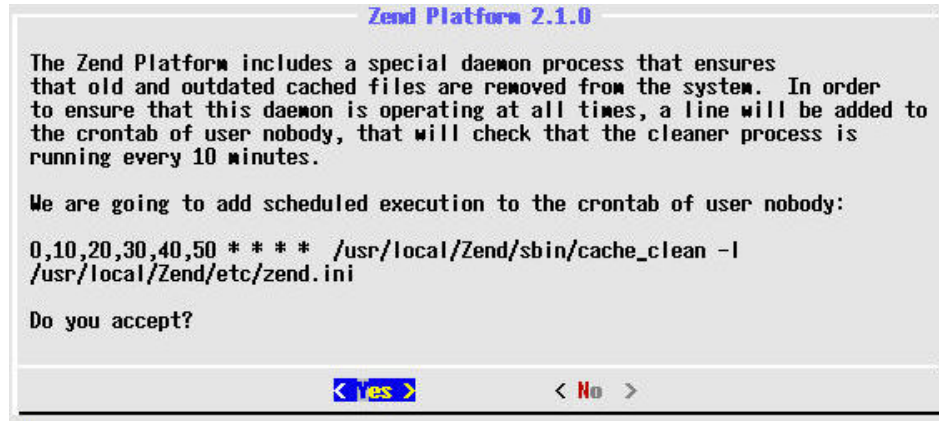 Zend Platform 2.1.0
The Zend Platform includes a special daemon process that ensures
that old and outdated cached files are removed from the system.  In order
to ensure that this daemon is operating at all times, a line will be added to
the crontab of user nobody, that will check that the cleaner process is
running every 10 minutes.
We are going to add scheduled execution to the crontab of user nobody:
0,10,20,30,40,50 * * * *  /usr/local/Zend/sbin/cache_clean -l
/usr/local/Zend/etc/zend.ini
Do you accept?
< Yes > < No >